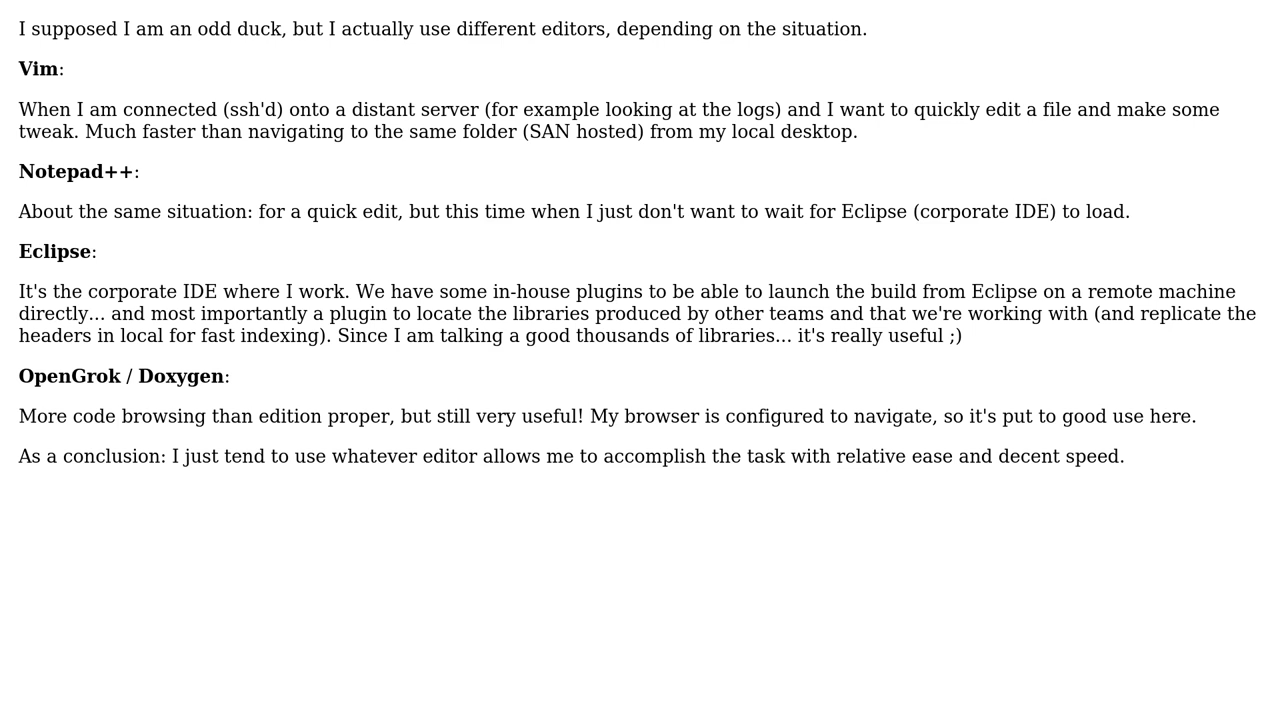 I supposed I am an odd duck, but I actually use different editors, depending on the situation.
Vim:
When I am connected (ssh'd) onto a distant server (for example looking at the logs) and I want to quickly edit a file and make some
tweak. Much faster than navigating to the same folder (SAN hosted) from my local desktop.
Notepad++:
About the same situation: for a quick edit, but this time when I just don't want to wait for Eclipse (corporate IDE) to load.
Eclipse:
It's the corporate IDE where I work. We have some in-house plugins to be able to launch the build from Eclipse on a remote machine
directly... and most importantly a plugin to locate the libraries produced by other teams and that we're working with (and replicate the
headers in local for fast indexing). Since I am talking a good thousands of libraries... it's really useful ;)
OpenGrok / Doxygen:
More code browsing than edition proper, but still very useful! My browser is configured to navigate, so it's put to good use here.
As a conclusion: I just tend to use whatever editor allows me to accomplish the task with relative ease and decent speed.